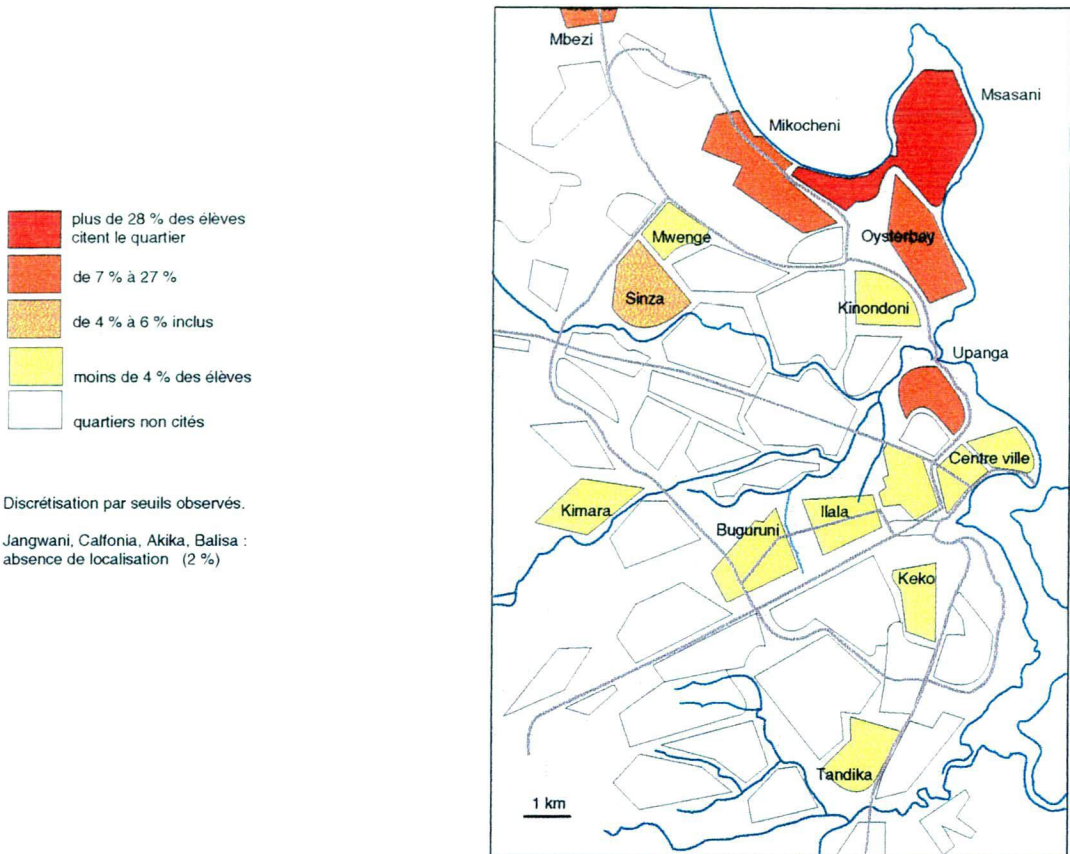 plus de 28 % des élèves
citent le quartier
de 7 % à 27 %
de 4 % à 6 % inclus
moins de 4 % des élèves
quartiers non cités
Discrétisation par seuils observés.
Jangwani, Calfonia, Akika, Balisa :
absence de localisation (2 %)
Mbezi
Msasani
Mikocheni
Oysterbay
Mwenge
Sinza
Kinondoni
Upanga
Centre ville
Kimara
Ilala
Buguruni
Keko
Tandika
1 km